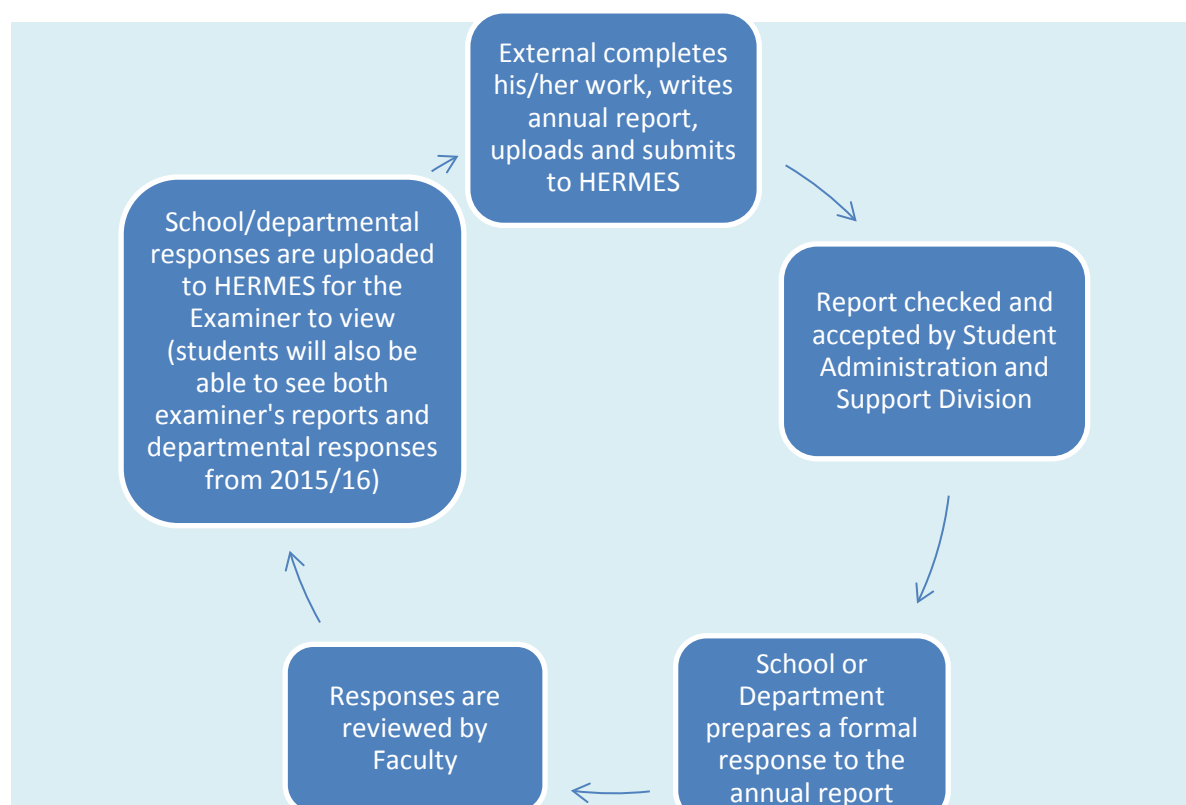 External completes
his/her work, writes
annual report,
uploads and submits
to HERMES
Report checked and
accepted by Student
Administration and
Support Division
School or
Department
prepares a formal
response to the
annual report
Responses are
reviewed by
Faculty
School/departmental
responses are uploaded
to HERMES for the
Examiner to view
(students will also be
able to see both
examiner's reports and
departmental responses
from 2015/16)